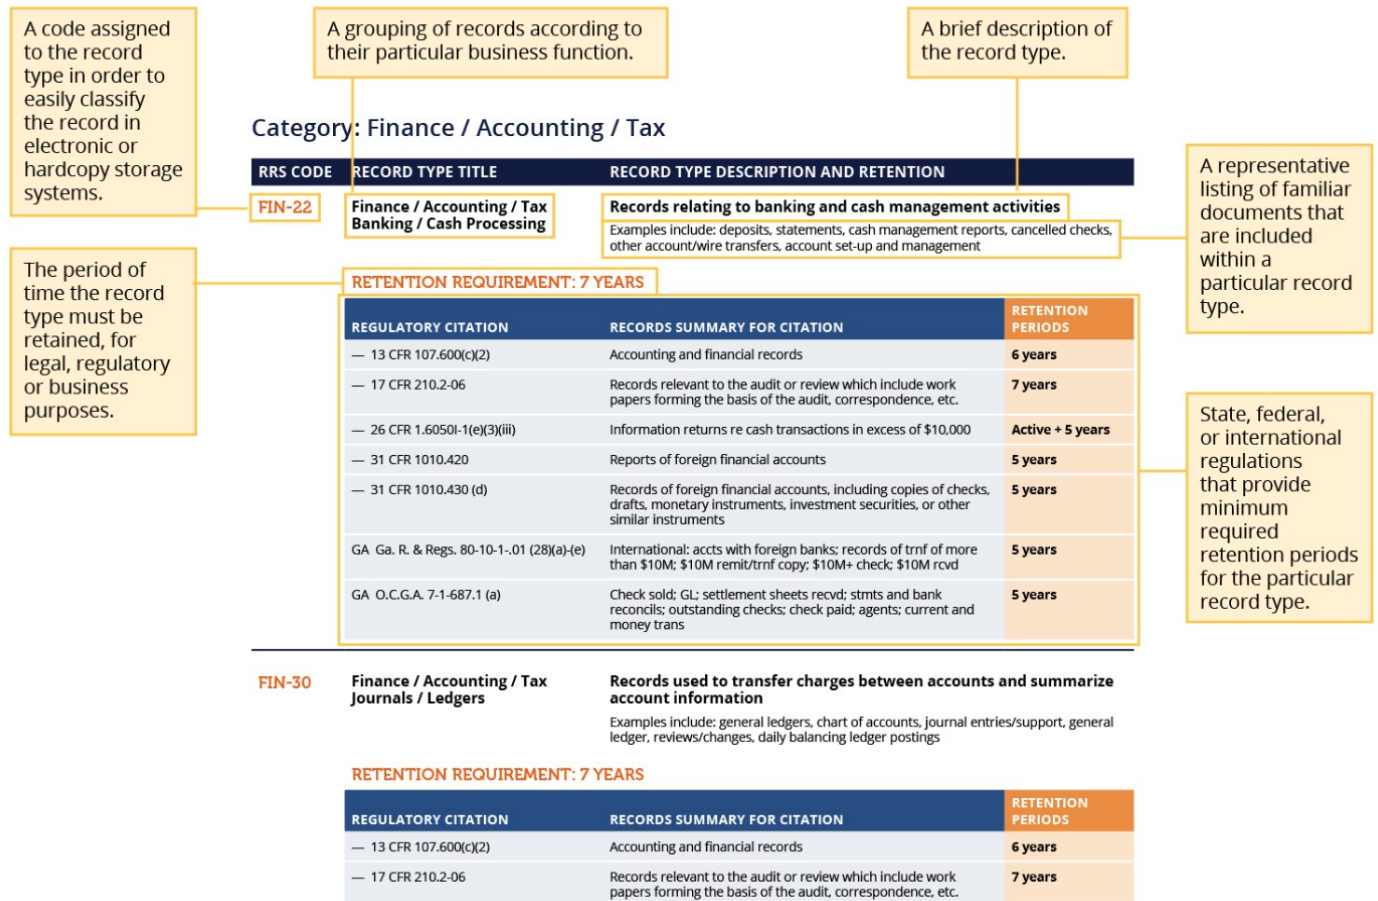 A code assigned
to the record
type in order to
easily classify
the record in
electronic or
hardcopy storage
systems.
A grouping of records according to
their particular business function.
A brief description of
the record type.
Category: Finance / Accounting / Tax
RRS CODE RECORD TYPE TITLE RECORD TYPE DESCRIPTION AND RETENTION
FIN-22
Finance / Accounting / Tax
Banking / Cash Processing
Records relating to banking and cash management activities
Examples include: deposits, statements, cash management reports, cancelled checks,
other account/wire transfers, account set-up and management
A representative
listing of familiar
documents that
are included
within a
particular record
type.
The period of
time the record
type must be
retained, for
legal, regulatory
or business
purposes.
RETENTION REQUIREMENT: 7 YEARS
REGULATORY CITATION RECORDS SUMMARY FOR CITATION RETENTION
PERIODS
— 13 CFR 107.600(c)(2) Accounting and financial records 6 years
— 17 CFR 210.2-06 Records relevant to the audit or review which include work 7 years
papers forming the basis of the audit, correspondence, etc.
— 26 CFR 1.6050I-1(e)(3)(iii) Information returns re cash transactions in excess of $10,000 Active + 5 years
— 31 CFR 1010.420 Reports of foreign financial accounts 5 years
— 31 CFR 1010.430 (d) Records of foreign financial accounts, including copies of checks, 5 years
drafts, monetary instruments, investment securities, or other
similar instruments
GA Ga. R. & Regs. 80-10-1-.01 (28)(a)-(e) International: accts with foreign banks; records of trnf of more 5 years
than $10M; $10M remit/trnf copy; $10M+ check; $10M rcvd
GA O.C.G.A. 7-1-687.1 (a) Check sold; GL; settlement sheets recvd; stmts and bank 5 years
reconcils; outstanding checks; check paid; agents; current and
money trans
State, federal,
or international
regulations
that provide
minimum
required
retention periods
for the particular
record type.
FIN-30
Finance / Accounting / Tax
Journals / Ledgers
Records used to transfer charges between accounts and summarize
account information
Examples include: general ledgers, chart of accounts, journal entries/support, general
ledger, reviews/changes, daily balancing ledger postings
RETENTION REQUIREMENT: 7 YEARS
REGULATORY CITATION RECORDS SUMMARY FOR CITATION RETENTION
PERIODS
— 13 CFR 107.600(c)(2) Accounting and financial records 6 years
— 17 CFR 210.2-06 Records relevant to the audit or review which include work 7 years
papers forming the basis of the audit, correspondence, etc.